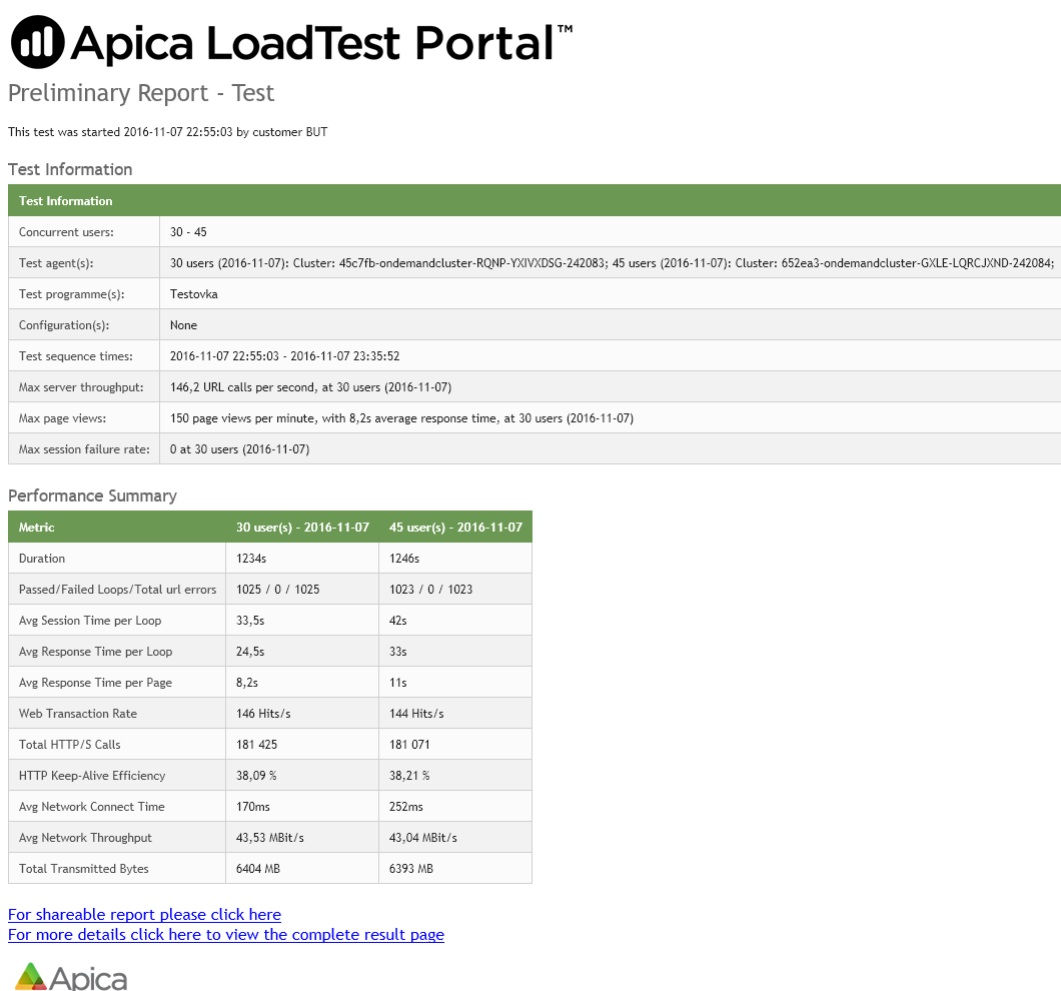 Apica LoadTest Portal™
Preliminary Report - Test
This test was started 2016-11-07 22:55:03 by customer BUT
Test Information
Test Information
Concurrent users: 30 - 45
Test agent(s): 30 users (2016-11-07): Cluster: 45c7fb-ondemandcluster-RQNP-YXIVXDSG-242083; 45 users (2016-11-07): Cluster: 652ea3-ondemandcluster-GXLE-LQRCJXND-242084;
Test programme(s): Testovka
Configuration(s): None
Test sequence times: 2016-11-07 22:55:03 - 2016-11-07 23:35:52
Max server throughput: 146,2 URL calls per second, at 30 users (2016-11-07)
Max page views: 150 page views per minute, with 8,2s average response time, at 30 users (2016-11-07)
Max session failure rate: 0 at 30 users (2016-11-07)
Performance Summary
Metric 30 user(s) - 2016-11-07 45 user(s) - 2016-11-07
Duration 1234s 1246s
Passed/Failed Loops/Total url errors 1025 / 0 / 1025 1023 / 0 / 1023
Avg Session Time per Loop 33,5s 42s
Avg Response Time per Loop 24,5s 33s
Avg Response Time per Page 8,2s 11s
Web Transaction Rate 146 Hits/s 144 Hits/s
Total HTTP/S Calls 181 425 181 071
HTTP Keep-Alive Efficiency 38,09 % 38,21 %
Avg Network Connect Time 170ms 252ms
Avg Network Throughput 43,53 MBit/s 43,04 MBit/s
Total Transmitted Bytes 6404 MB 6393 MB
For shareable report please click here
For more details click here to view the complete result page
Apica